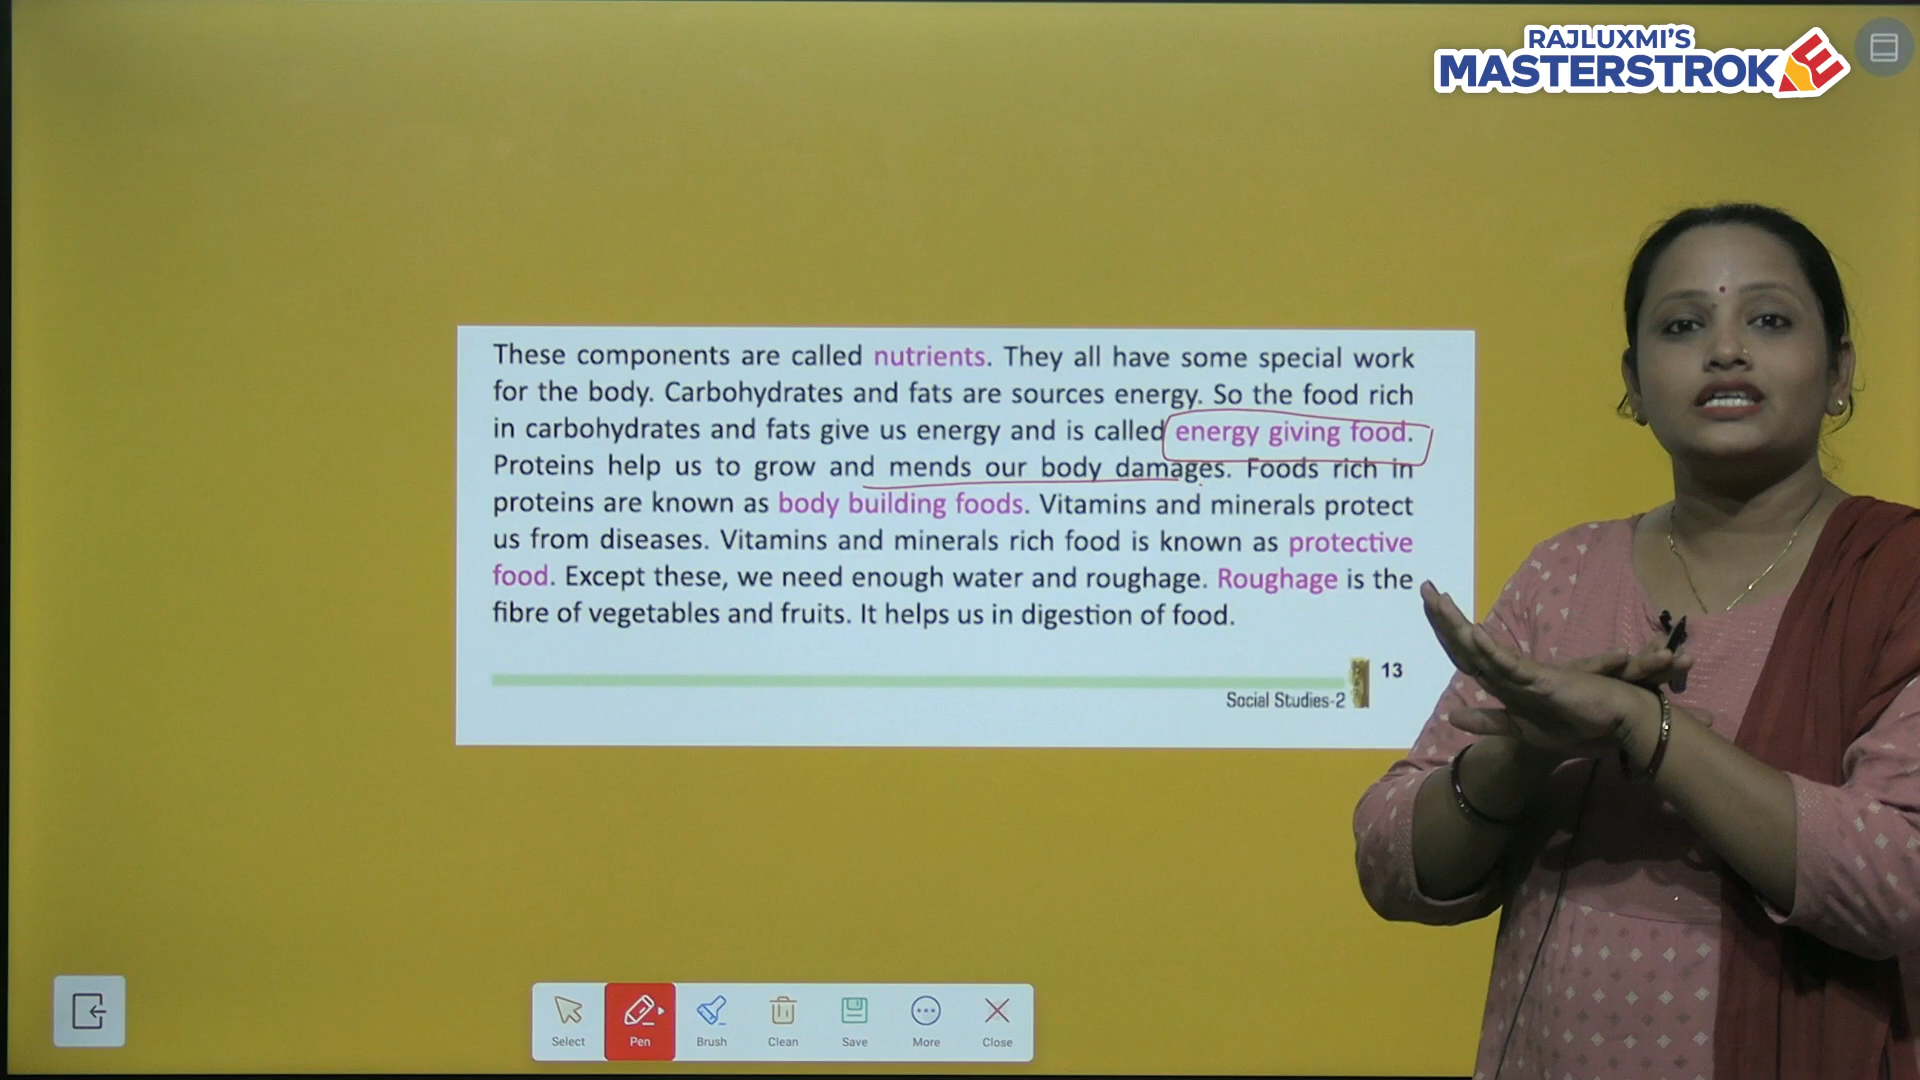 RAJLUXMI'S
MASTERSTROKE
These components are called nutrients. They all have some special work
for the body. Carbohydrates and fats are sources energy. So the food rich
in carbohydrates and fats give us energy and is called energy giving food.
Proteins help us to grow and mends our body damages. Foods rich in
proteins are known as body building foods. Vitamins and minerals protect
us from diseases. Vitamins and minerals rich food is known as protective
food. Except these, we need enough water and roughage. Roughage is the
fibre of vegetables and fruits. It helps us in digestion of food.
13
Social Studies-2
Select
Pen
Brush
Clean
Save
More
Close